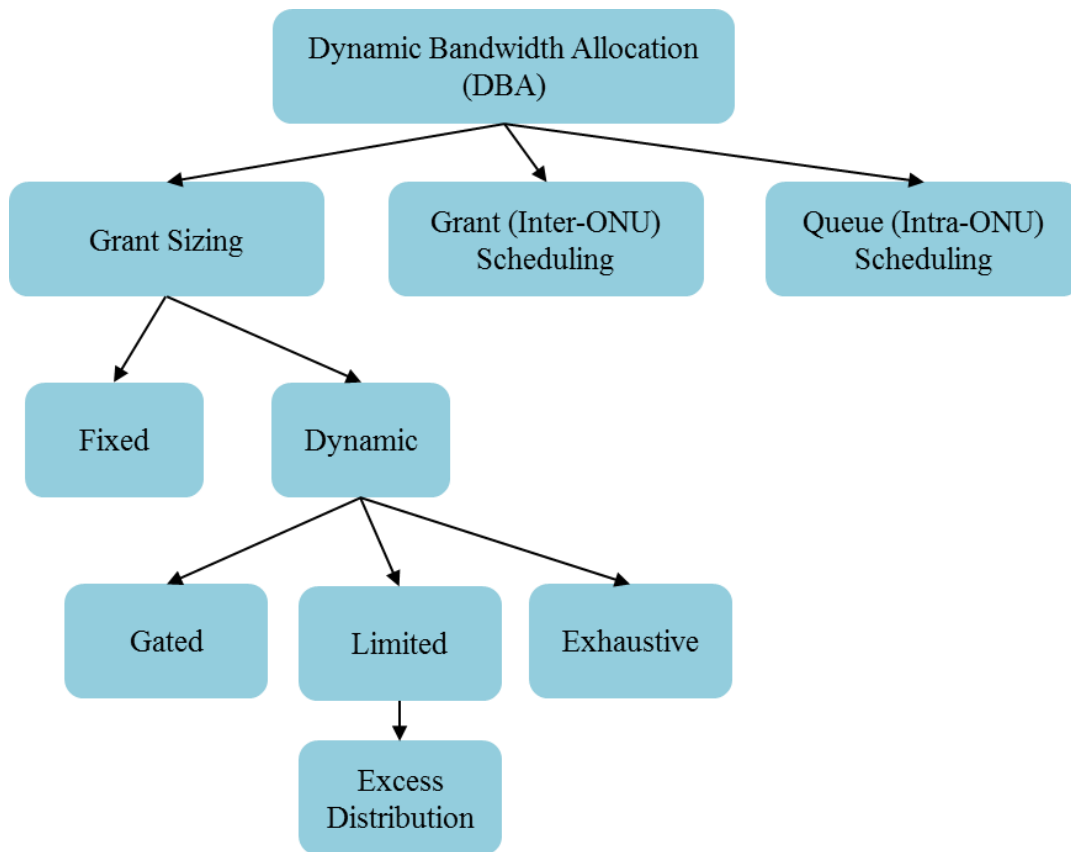 Dynamic Bandwidth Allocation
(DBA)
Grant Sizing
Grant (Inter-ONU)
Scheduling
Queue (Intra-ONU)
Scheduling
Fixed
Dynamic
Gated
Limited
Exhaustive
Excess
Distribution